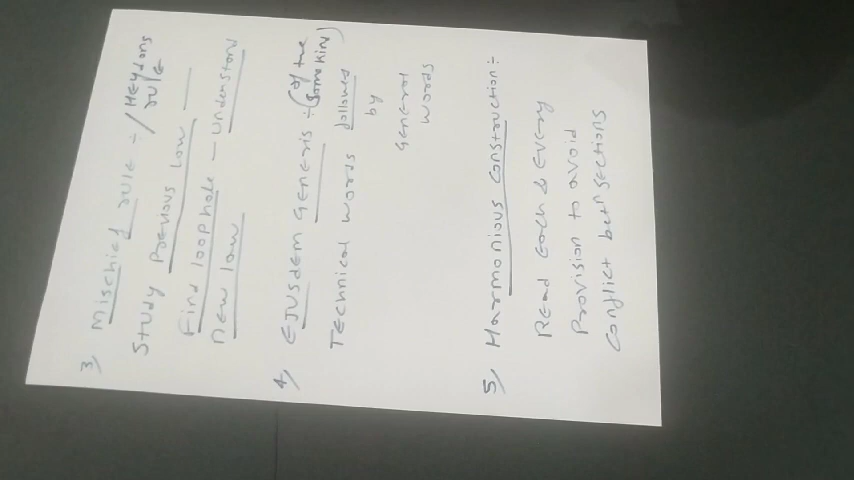 3) Mischief rule ÷ / Heydons rule
Study Previous law —
Find loophole — understand
new law
4) Ejusdem Generis ÷ (of the same kind)
Technical words followed
by
General
words
5) Harmonious construction ÷
Read each & Every
Provision to avoid
Conflict betn sections